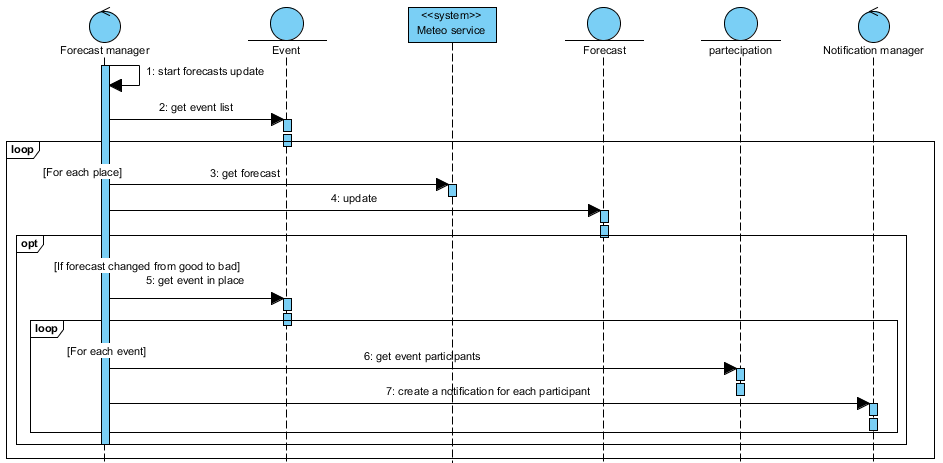 <<system>>
Meteo service
Forecast manager
Event
Forecast
partecipation
Notification manager
1: start forecasts update
2: get event list
loop
[For each place]
3: get forecast
4: update
opt
[If forecast changed from good to bad]
5: get event in place
loop
[For each event]
6: get event participants
7: create a notification for each participant